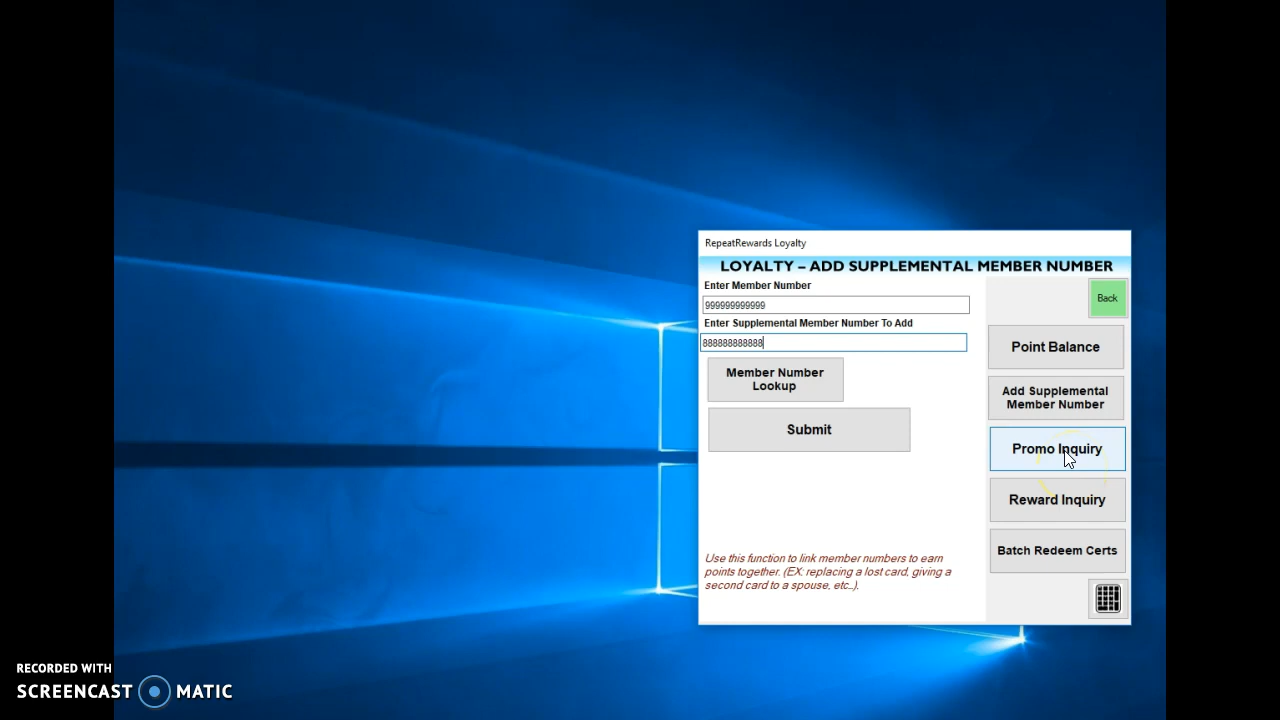 RepeatRewards Loyalty
LOYALTY – ADD SUPPLEMENTAL MEMBER NUMBER
Enter Member Number
Back
999999999999
Enter Supplemental Member Number To Add
888888888888
Point Balance
Member Number
Lookup
Add Supplemental
Member Number
Submit
Promo Inquiry
Reward Inquiry
Batch Redeem Certs
Use this function to link member numbers to earn
points together. (EX: replacing a lost card, giving a
second card to a spouse, etc..).
RECORDED WITH
SCREENCAST MATIC